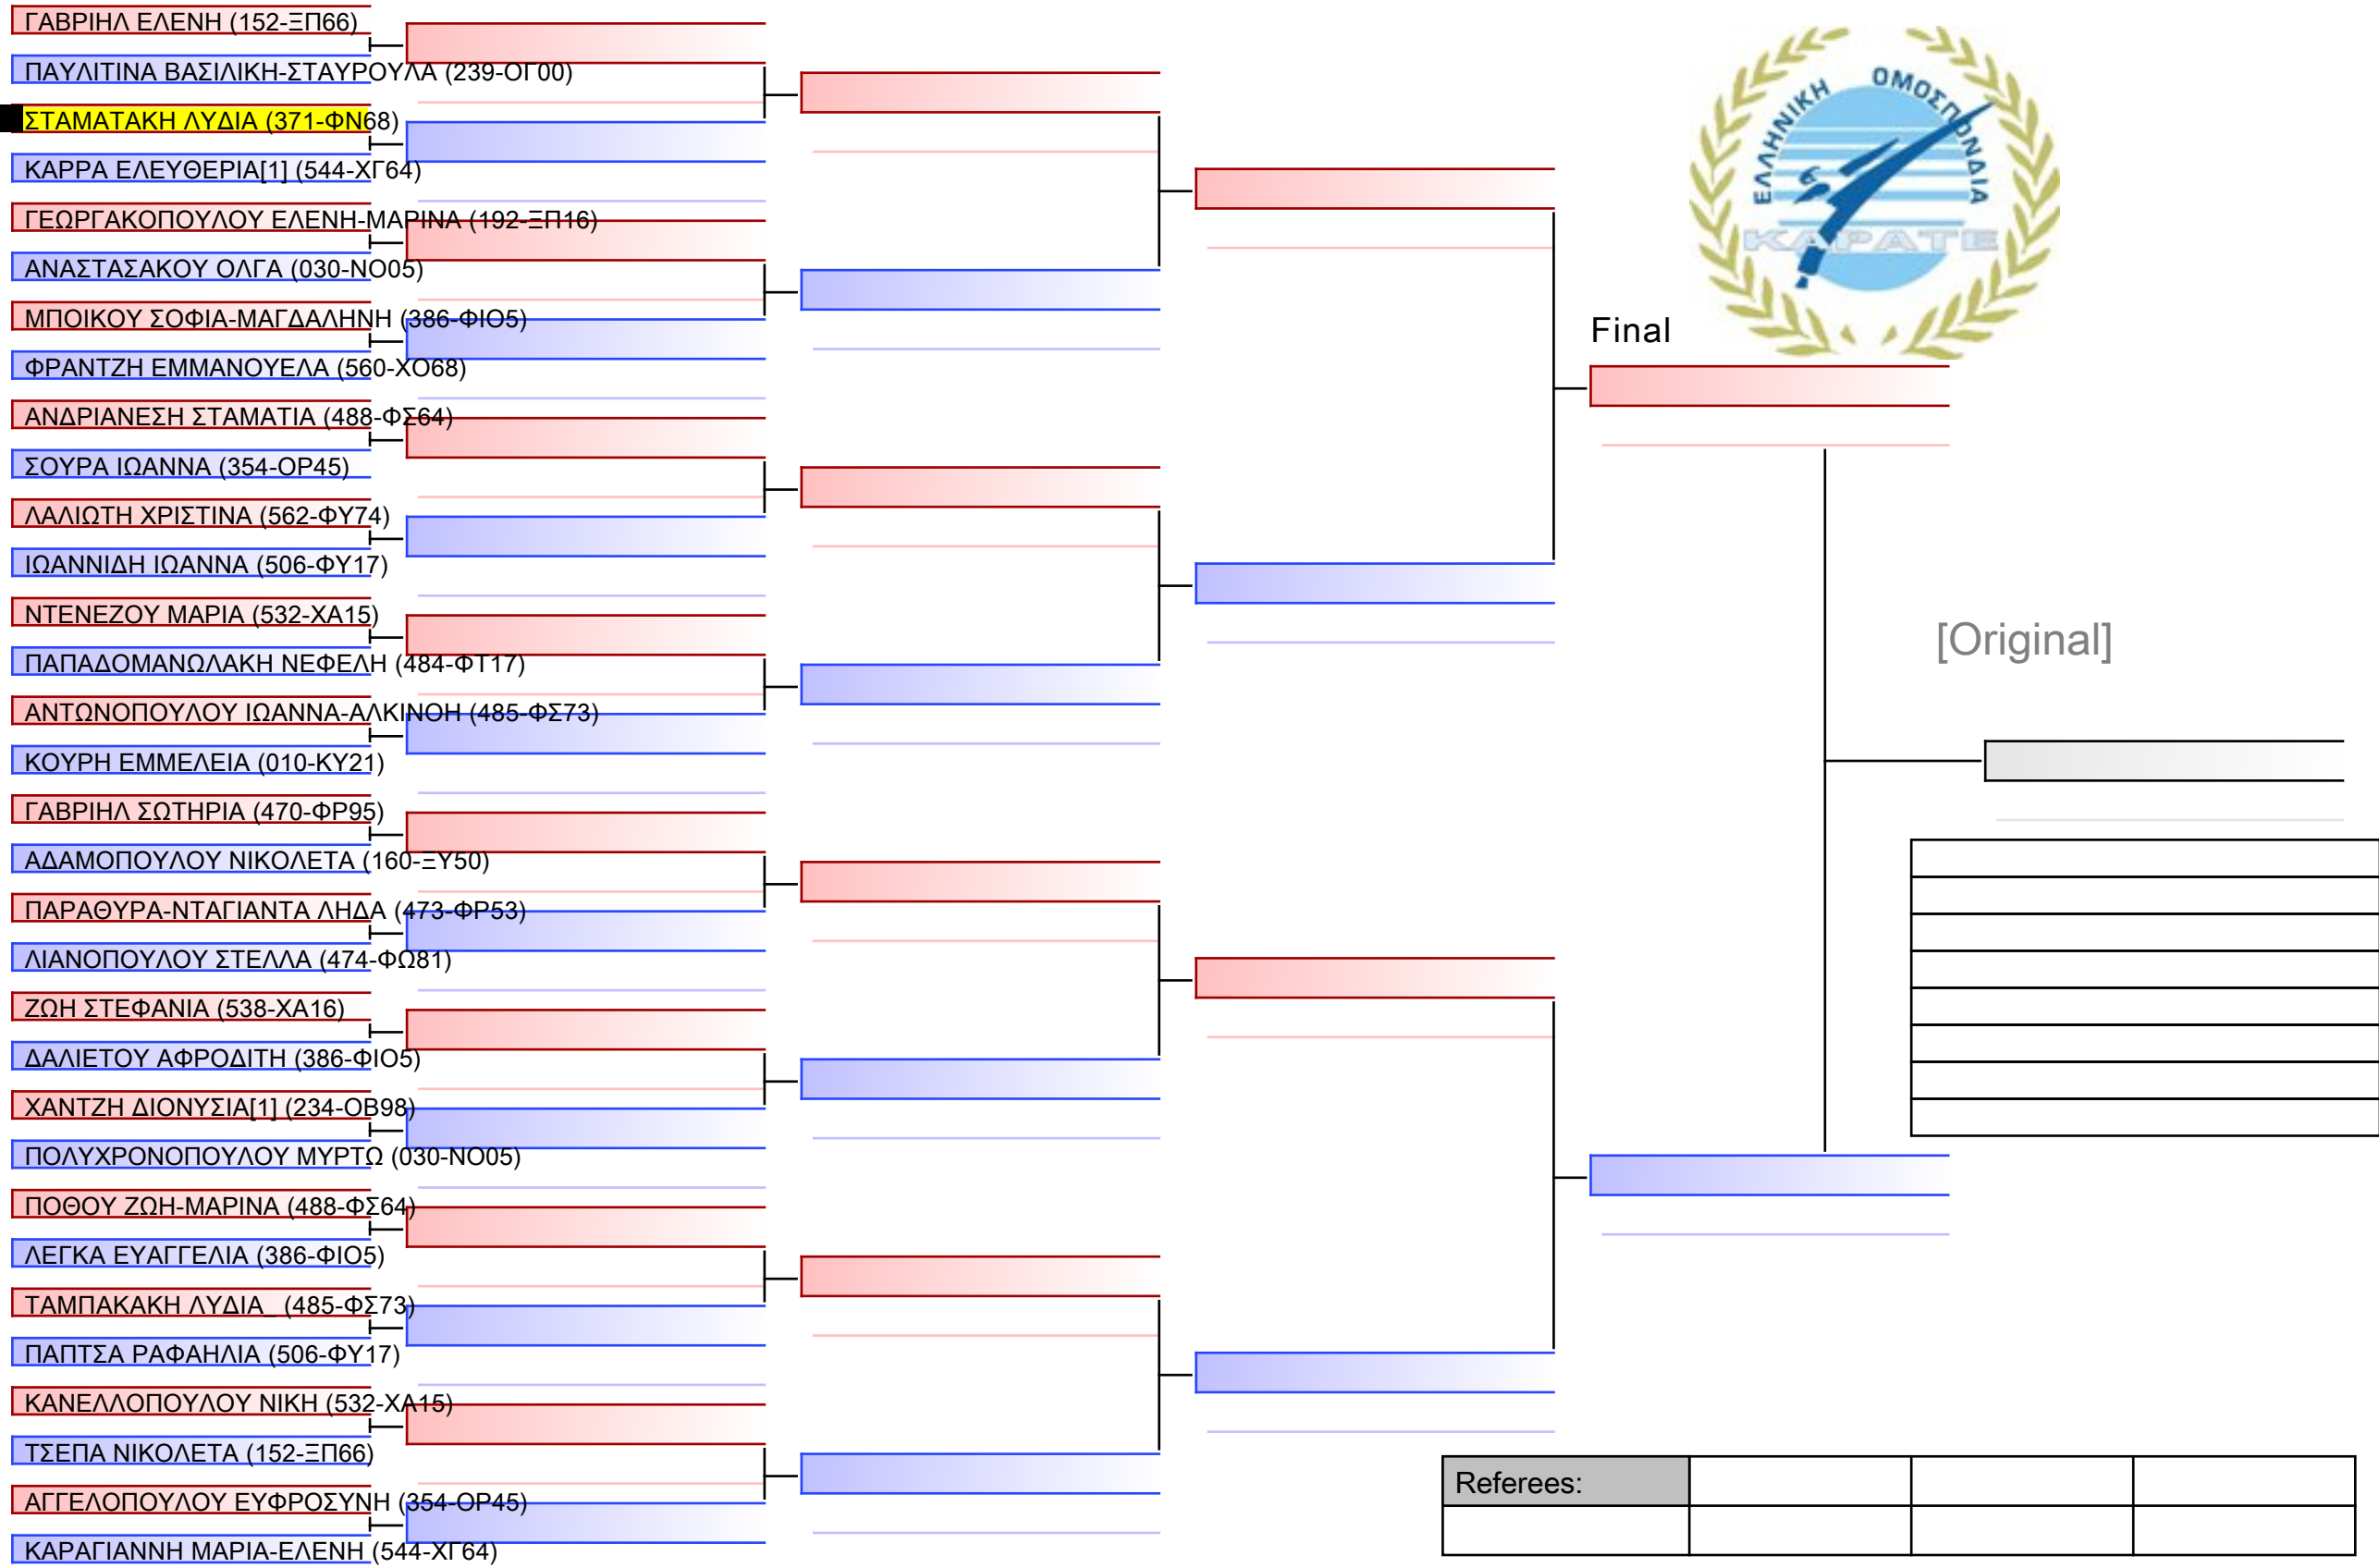 ΓΑΒΡΙΗΛ ΕΛΕΝΗ (152-ΞΠ66)
ΠΑΥΛΙΤΙΝΑ ΒΑΣΙΛΙΚΗ-ΣΤΑΥΡΟΥΛΑ (239-ΟΓ00)
ΣΤΑΜΑΤΑΚΗ ΛΥΔΙΑ (371-ΦΝ68)
ΚΑΡΡΑ ΕΛΕΥΘΕΡΙΑ[1] (544-ΧΓ64)
ΓΕΩΡΓΑΚΟΠΟΥΛΟΥ ΕΛΕΝΗ-ΜΑΡΙΝΑ (192-ΞΠ16)
ΑΝΑΣΤΑΣΑΚΟΥ ΟΛΓΑ (030-ΝΟ05)
ΜΠΟΙΚΟΥ ΣΟΦΙΑ-ΜΑΓΔΑΛΗΝΗ (386-ΦΙΟ5)
ΦΡΑΝΤΖΗ ΕΜΜΑΝΟΥΕΛΑ (560-ΧΟ68)
ΑΝΔΡΙΑΝΕΣΗ ΣΤΑΜΑΤΙΑ (488-ΦΣ64)
ΣΟΥΡΑ ΙΩΑΝΝΑ (354-ΟΡ45)
ΛΑΛΙΩΤΗ ΧΡΙΣΤΙΝΑ (562-ΦΥ74)
ΙΩΑΝΝΙΔΗ ΙΩΑΝΝΑ (506-ΦΥ17)
ΝΤΕΝΕΖΟΥ ΜΑΡΙΑ (532-ΧΑ15)
ΠΑΠΑΔΟΜΑΝΩΛΑΚΗ ΝΕΦΕΛΗ (484-ΦΤ17)
ΑΝΤΩΝΟΠΟΥΛΟΥ ΙΩΑΝΝΑ-ΑΛΚΙΝΟΗ (485-ΦΣ73)
ΚΟΥΡΗ ΕΜΜΕΛΕΙΑ (010-ΚΥ21)
ΓΑΒΡΙΗΛ ΣΩΤΗΡΙΑ (470-ΦΡ95)
ΑΔΑΜΟΠΟΥΛΟΥ ΝΙΚΟΛΕΤΑ (160-ΞΥ50)
ΠΑΡΑΘΥΡΑ-ΝΤΑΓΙΑΝΤΑ ΛΗΔΑ (473-ΦΡ53)
ΛΙΑΝΟΠΟΥΛΟΥ ΣΤΕΛΛΑ (474-ΦΩ81)
ΖΩΗ ΣΤΕΦΑΝΙΑ (538-ΧΑ16)
ΔΑΛΙΕΤΟΥ ΑΦΡΟΔΙΤΗ (386-ΦΙΟ5)
ΧΑΝΤΖΗ ΔΙΟΝΥΣΙΑ[1] (234-ΟΒ98)
ΠΟΛΥΧΡΟΝΟΠΟΥΛΟΥ ΜΥΡΤΩ (030-ΝΟ05)
ΠΟΘΟΥ ΖΩΗ-ΜΑΡΙΝΑ (488-ΦΣ64)
ΛΕΓΚΑ ΕΥΑΓΓΕΛΙΑ (386-ΦΙΟ5)
ΤΑΜΠΑΚΑΚΗ ΛΥΔΙΑ_ (485-ΦΣ73)
ΠΑΠΤΣΑ ΡΑΦΑΗΛΙΑ (506-ΦΥ17)
ΚΑΝΕΛΛΟΠΟΥΛΟΥ ΝΙΚΗ (532-ΧΑ15)
ΤΣΕΠΑ ΝΙΚΟΛΕΤΑ (152-ΞΠ66)
ΑΓΓΕΛΟΠΟΥΛΟΥ ΕΥΦΡΟΣΥΝΗ (354-ΟΡ45)
ΚΑΡΑΓΙΑΝΝΗ ΜΑΡΙΑ-ΕΛΕΝΗ (544-ΧΓ64)
ΕΛΛΗΝΙΚΗ ΟΜΟΣΠΟΝΔΙΑ
ΚΑΡΑΤΕ
Final
[Original]
Referees: